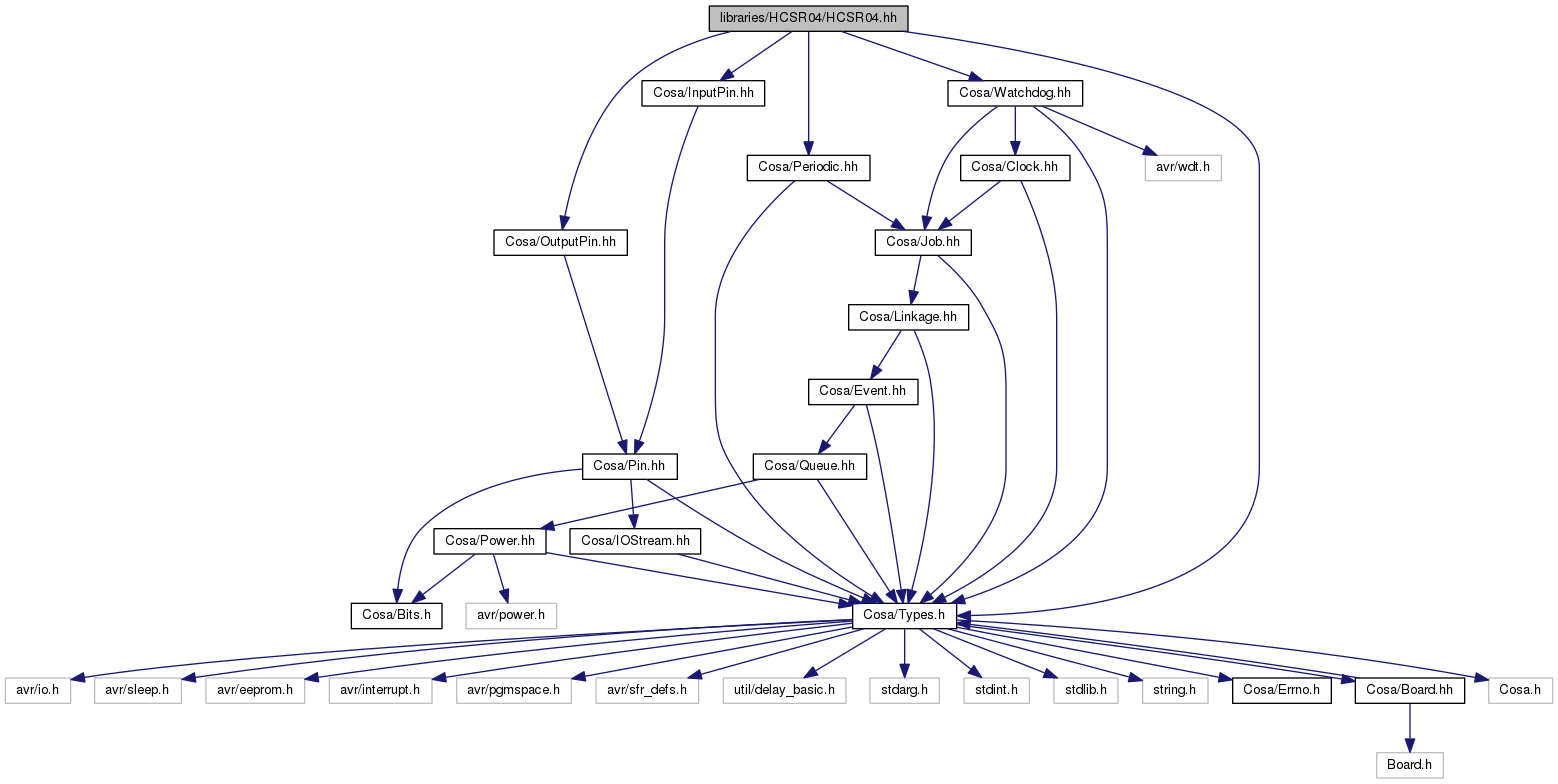 libraries/HCSR04/HCSR04.hh
Cosa/InputPin.hh
Cosa/Watchdog.hh
Cosa/Periodic.hh
Cosa/Clock.hh
avr/wdt.h
Cosa/OutputPin.hh
Cosa/Job.hh
Cosa/Linkage.hh
Cosa/Event.hh
Cosa/Pin.hh
Cosa/Queue.hh
Cosa/Power.hh
Cosa/IOStream.hh
Cosa/Bits.h
avr/power.h
Cosa/Types.h
avr/io.h
avr/sleep.h
avr/eeprom.h
avr/interrupt.h
avr/pgmspace.h
avr/sfr_defs.h
util/delay_basic.h
stdarg.h
stdint.h
stdlib.h
string.h
Cosa/Errno.h
Cosa/Board.hh
Cosa.h
Board.h